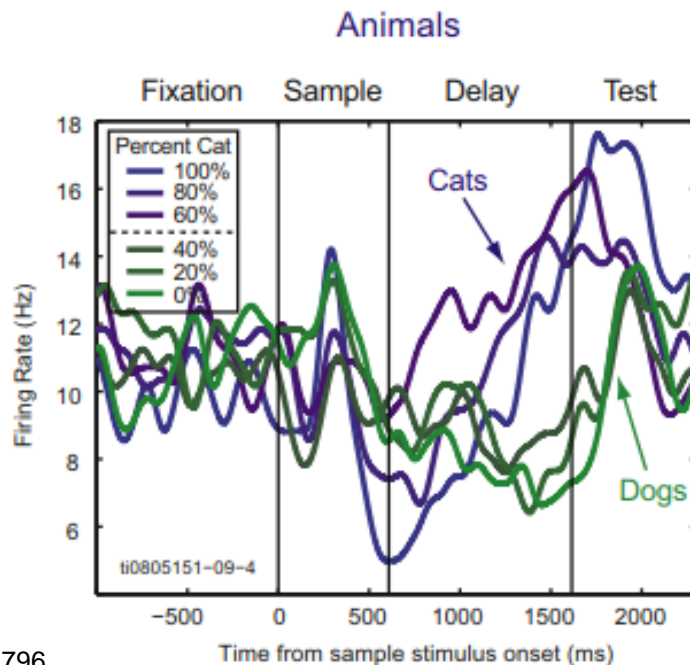 Animals
Fixation Sample Delay Test
18
16
14
12
10
8
6
Firing Rate (Hz)
Percent Cat
100%
80%
60%
40%
20%
0%
Cats
Dogs
ti0805151-09-4
-500 0 500 1000 1500 2000
Time from sample stimulus onset (ms)
796